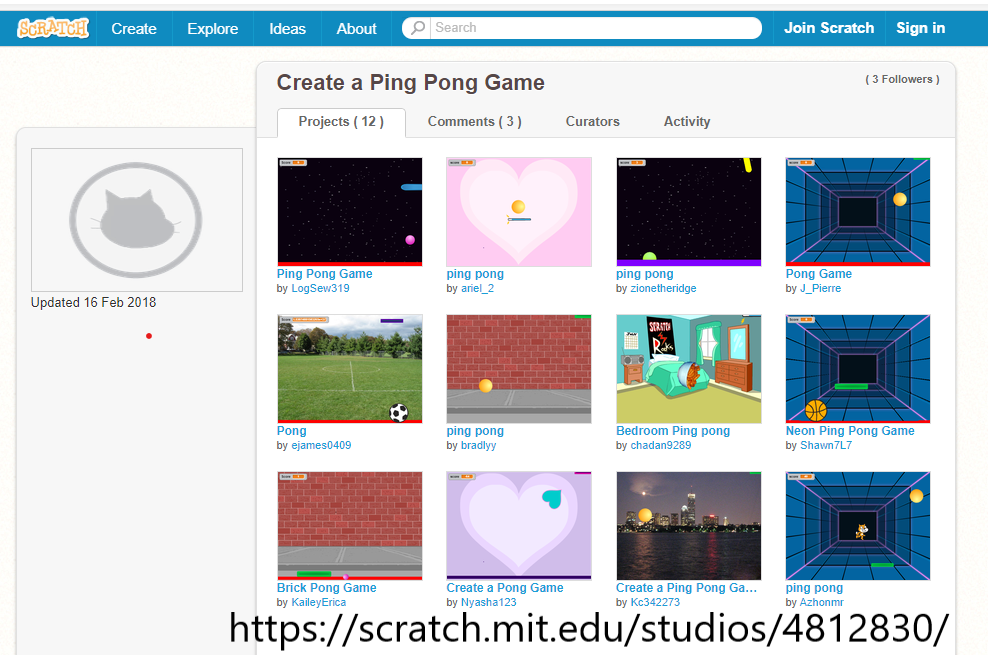 SCRATCH Create Explore Ideas About Search Join Scratch Sign in
Create a Ping Pong Game ( 3 Followers )
Projects ( 12 ) Comments ( 3 ) Curators Activity
Updated 16 Feb 2018
Ping Pong Game ping pong ping pong Pong Game
by LogSew319 by ariel_2 by zionetheridge by J_Pierre
SCRATCH
Rocks
Pong ping pong Bedroom Ping pong Neon Ping Pong Game
by ejames0409 by bradlyy by chadan9289 by Shawn7L7
Brick Pong Game Create a Pong Game Create a Ping Pong Ga... ping pong
by KaileyErica by Nyasha123 by Kc342273 by Azhonmr
https://scratch.mit.edu/studios/4812830/